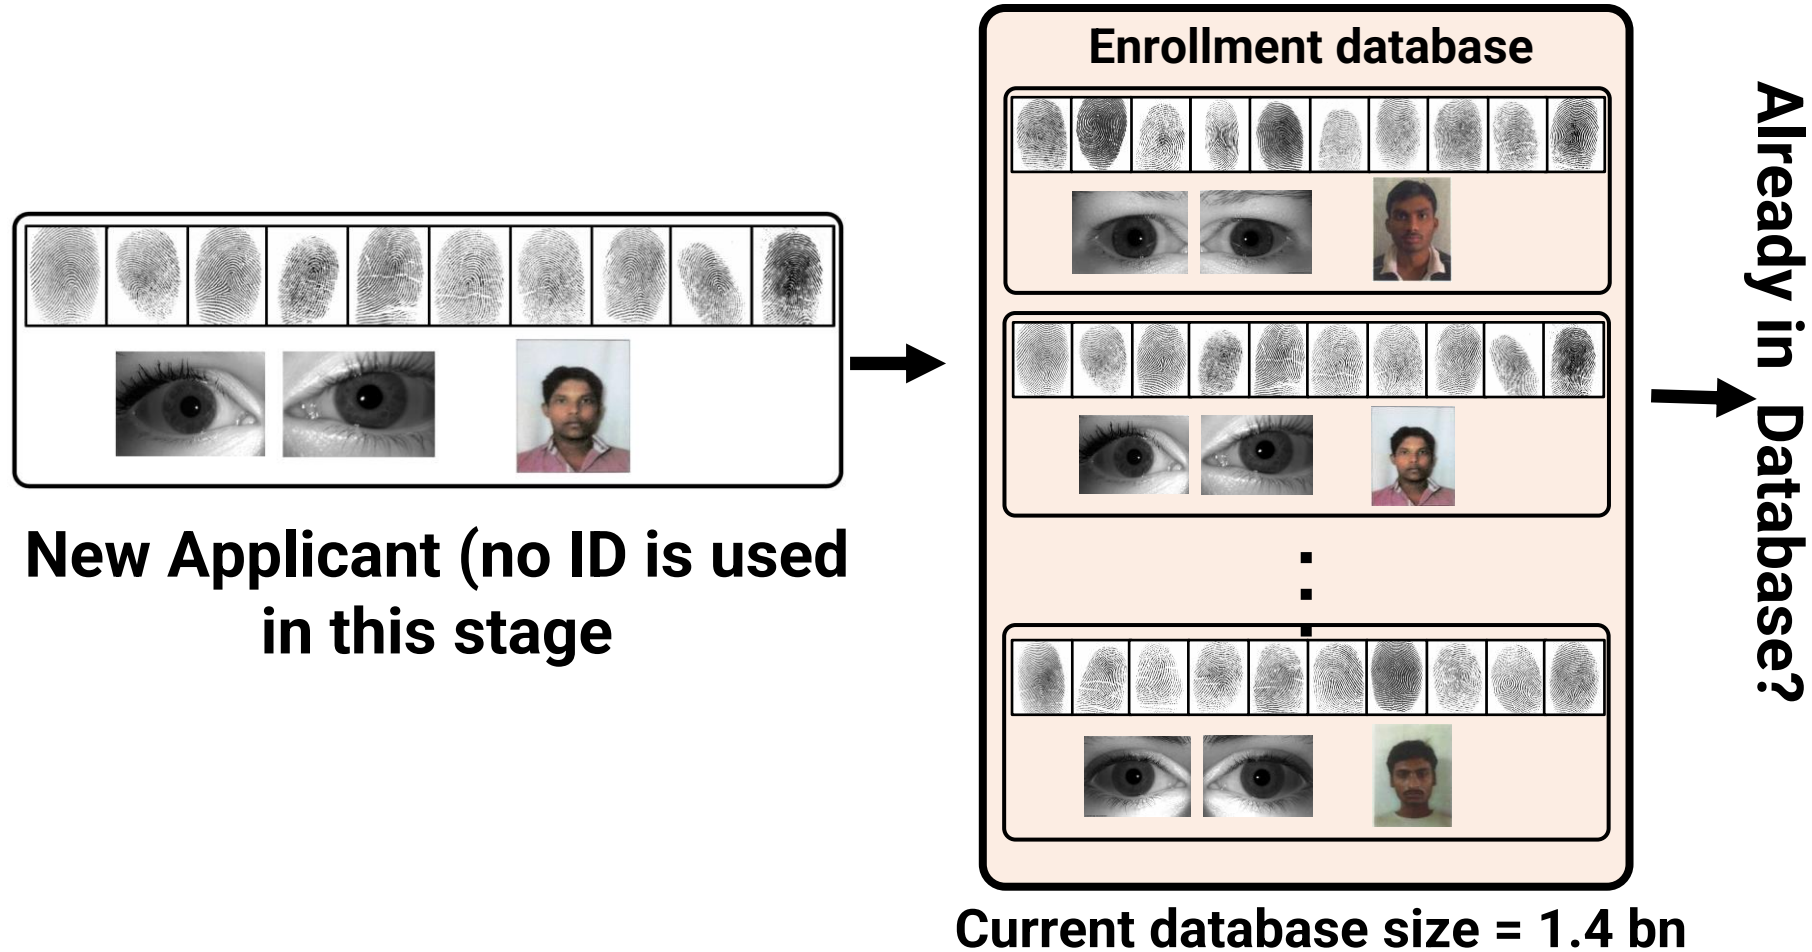 Enrollment database
New Applicant (no ID is used
in this stage
Already in Database?
Current database size = 1.4 bn